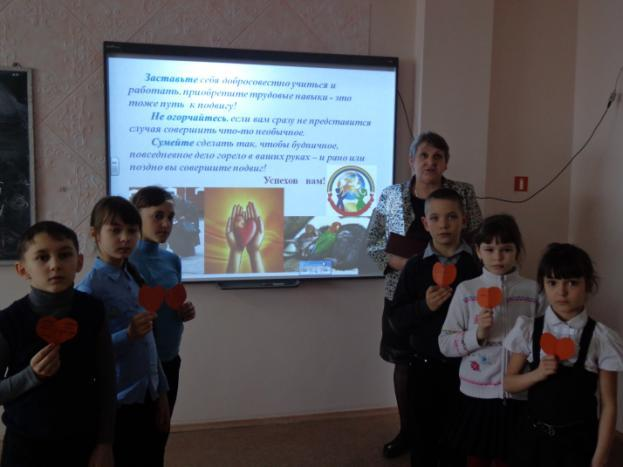 Заставьте себя добросовестно учиться и
работать, приобретите трудовые навыки - это
тоже путь к подвигу!
Не огорчайтесь, если вам сразу не представится
случая совершить что-то необычное.
Сумейте сделать так, чтобы будничное,
повседневное дело горело в ваших руках – и рано или
поздно вы совершите подвиг!
Успехов вам!